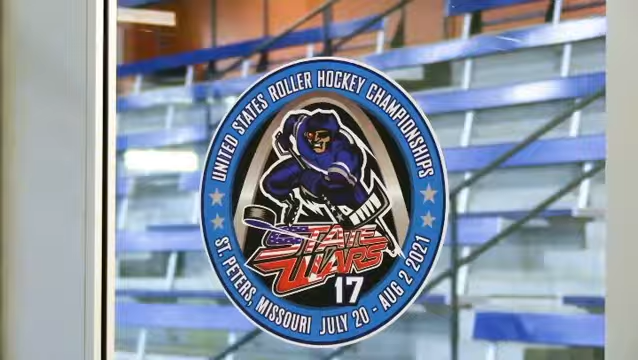 UNITED STATES ROLLER HOCKEY CHAMPIONSHIPS
STATE
WARS
17
ST. PETERS, MISSOURI JULY 20 - AUG 2 2021